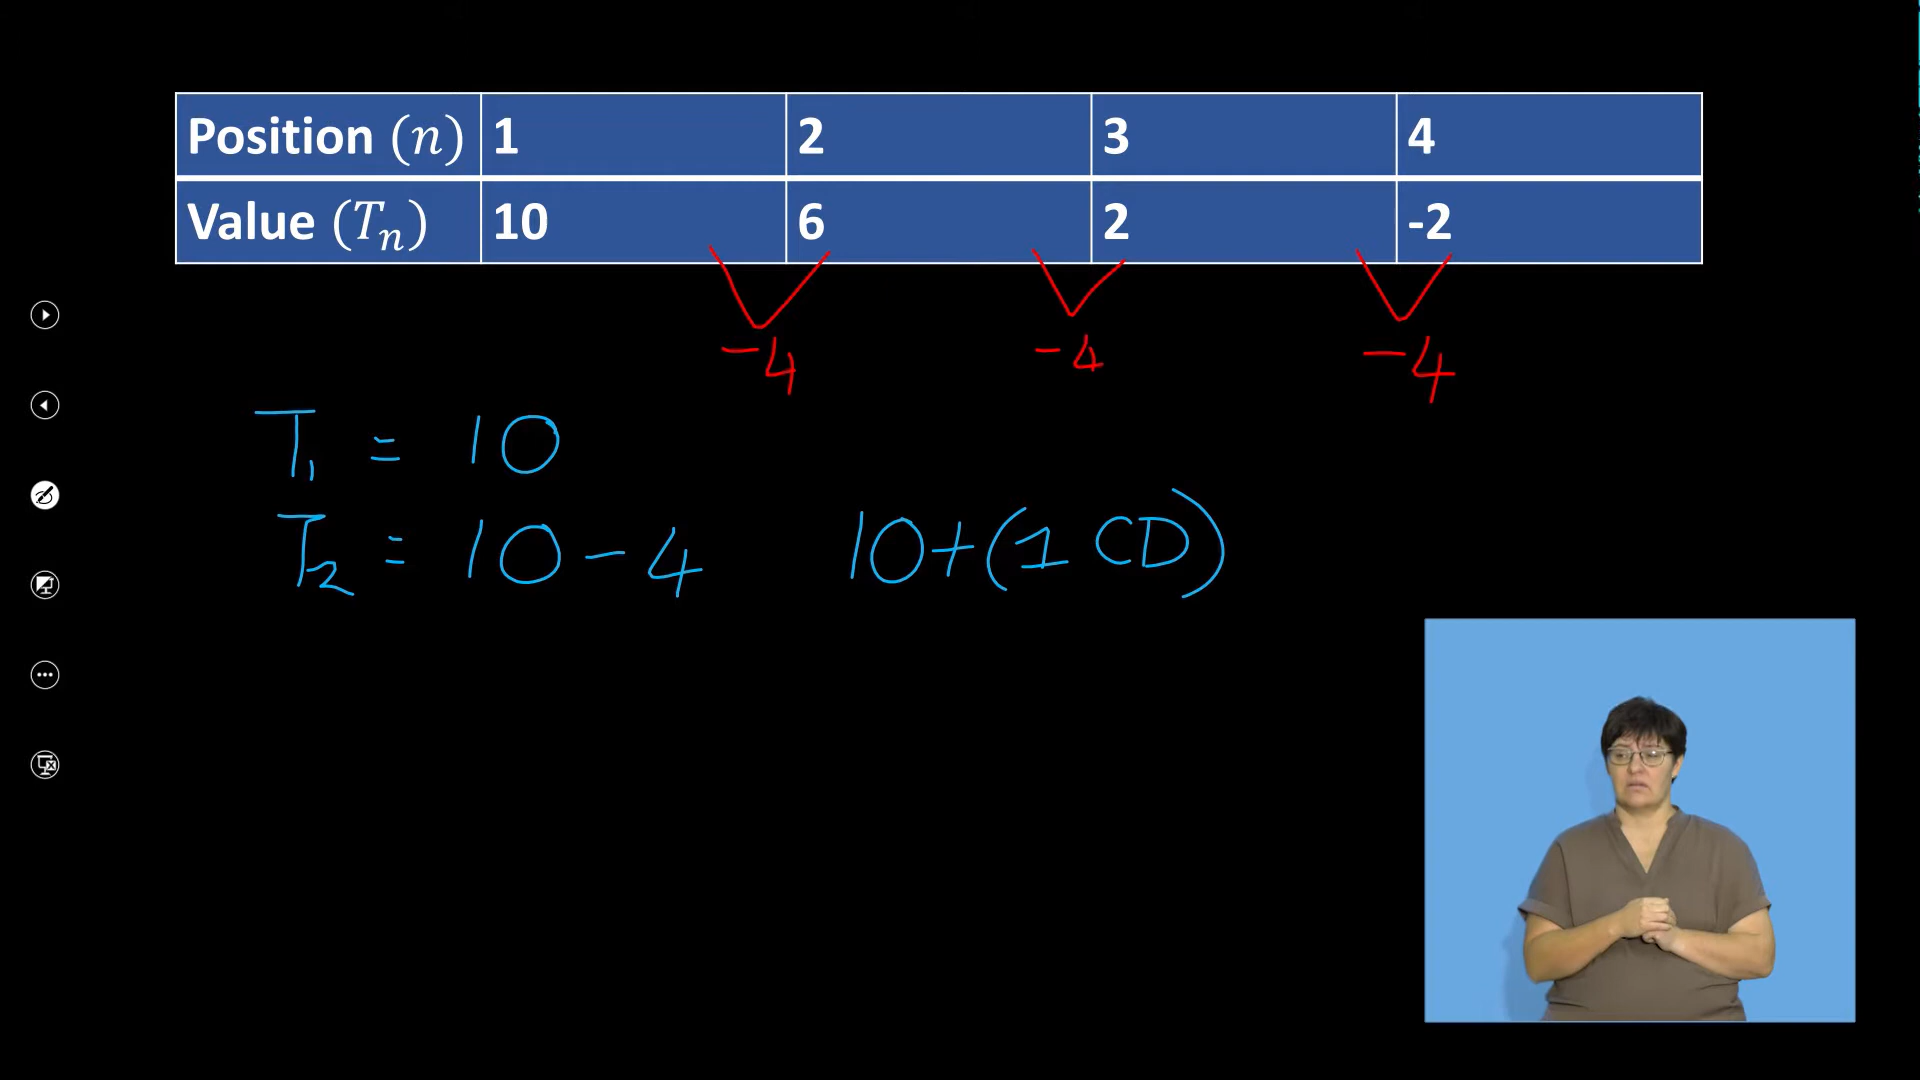 Position (n) 1 2 3 4
Value (Tₙ) 10 6 2 -2
-4 -4 -4
T₁ = 10
T₂ = 10 - 4 10+(1 CD)